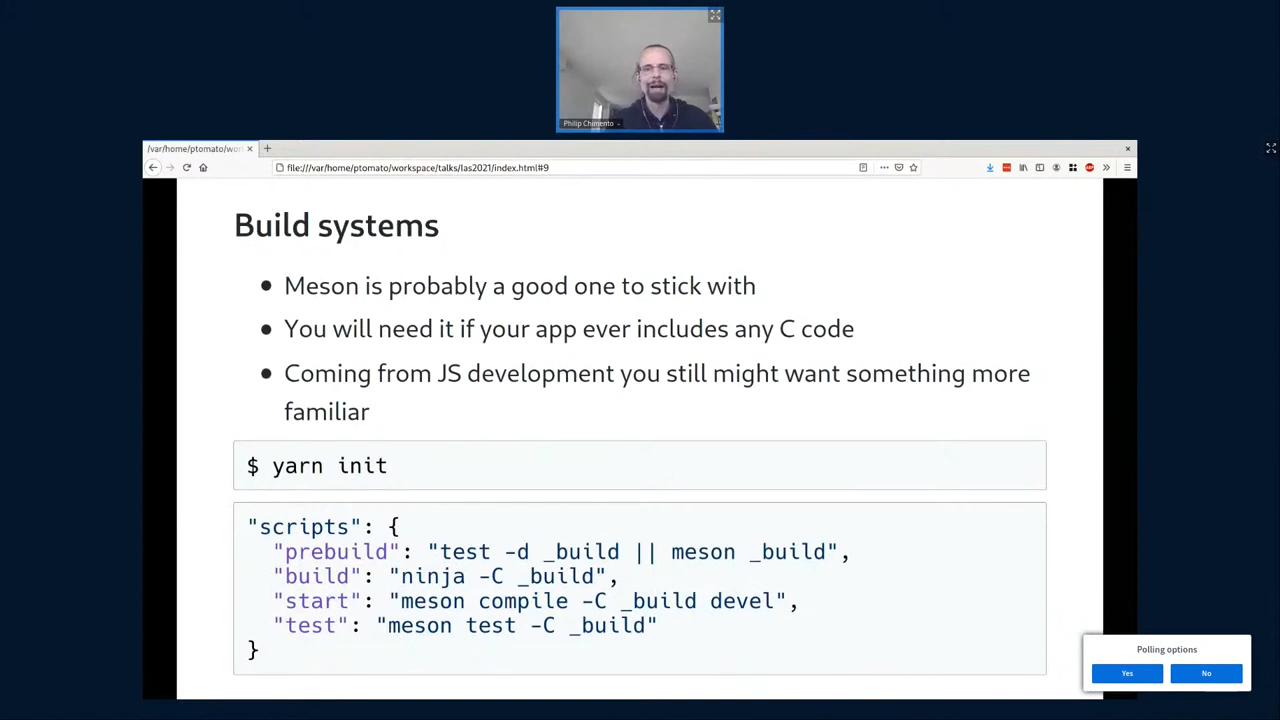 Philip Chimento
/var/home/ptomato/wor
file:///var/home/ptomato/workspace/talks/las2021/index.html#9
Build systems
Meson is probably a good one to stick with
You will need it if your app ever includes any C code
Coming from JS development you still might want something more
familiar
$ yarn init
"scripts": {
"prebuild": "test -d _build || meson _build",
"build": "ninja -C _build",
"start": "meson compile -C _build devel",
"test": "meson test -C _build"
}
Polling options
Yes
No